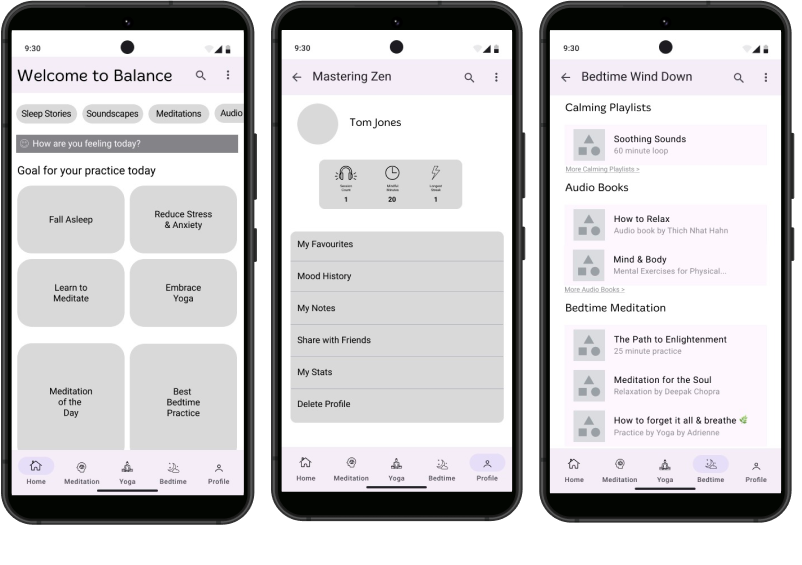 9:30
Welcome to Balance
Sleep Stories
Soundscapes
Meditations
Audio
How are you feeling today?
Goal for your practice today
Fall Asleep
Reduce Stress
& Anxiety
Learn to
Meditate
Embrace
Yoga
Meditation
of the
Day
Best
Bedtime
Practice
Home
Meditation
Yoga
Bedtime
Profile
9:30
Mastering Zen
Tom Jones
Session
Count
1
Mindful
Minutes
20
Longest
Streak
1
My Favourites
Mood History
My Notes
Share with Friends
My Stats
Delete Profile
Home
Meditation
Yoga
Bedtime
Profile
9:30
Bedtime Wind Down
Calming Playlists
Soothing Sounds
60 minute loop
More Calming Playlists >
Audio Books
How to Relax
Audio book by Thich Nhat Hahn
Mind & Body
Mental Exercises for Physical...
More Audio Books >
Bedtime Meditation
The Path to Enlightenment
25 minute practice
Meditation for the Soul
Relaxation by Deepak Chopra
How to forget it all & breathe 🌿
Practice by Yoga by Adrienne
Home
Meditation
Yoga
Bedtime
Profile